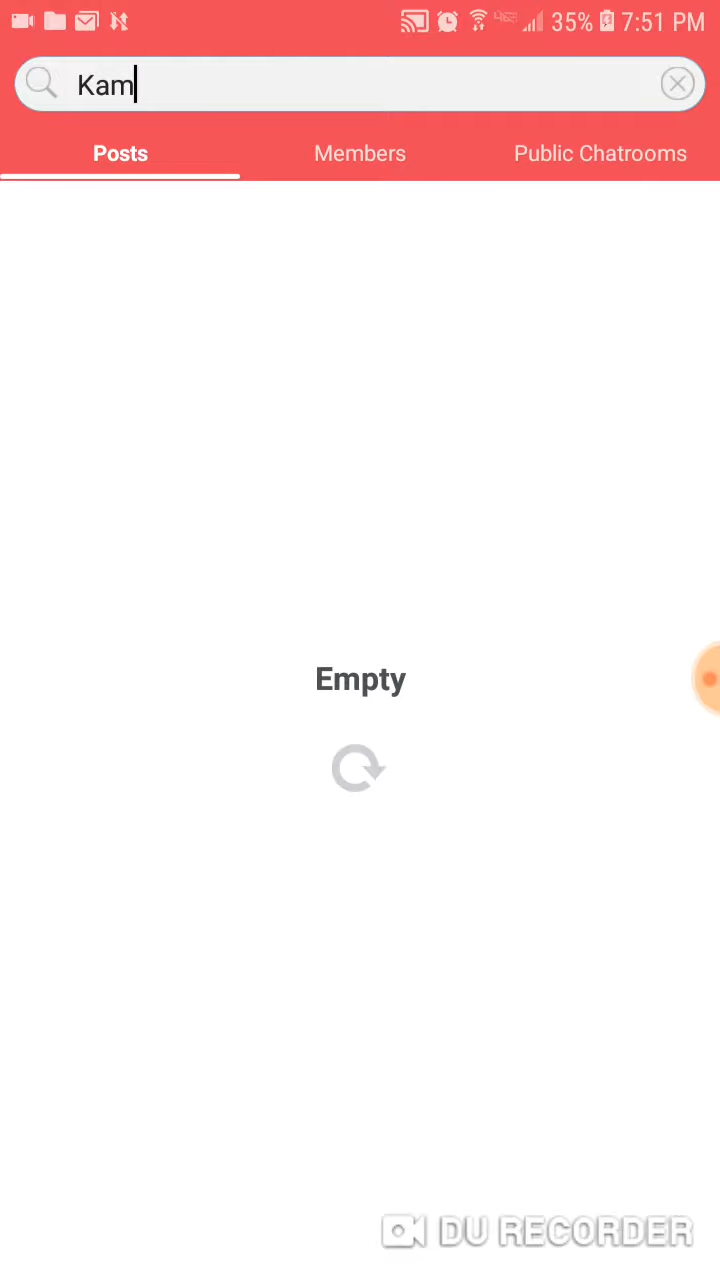 35% 7:51 PM
Kam
Posts Members Public Chatrooms
Empty
DU RECORDER